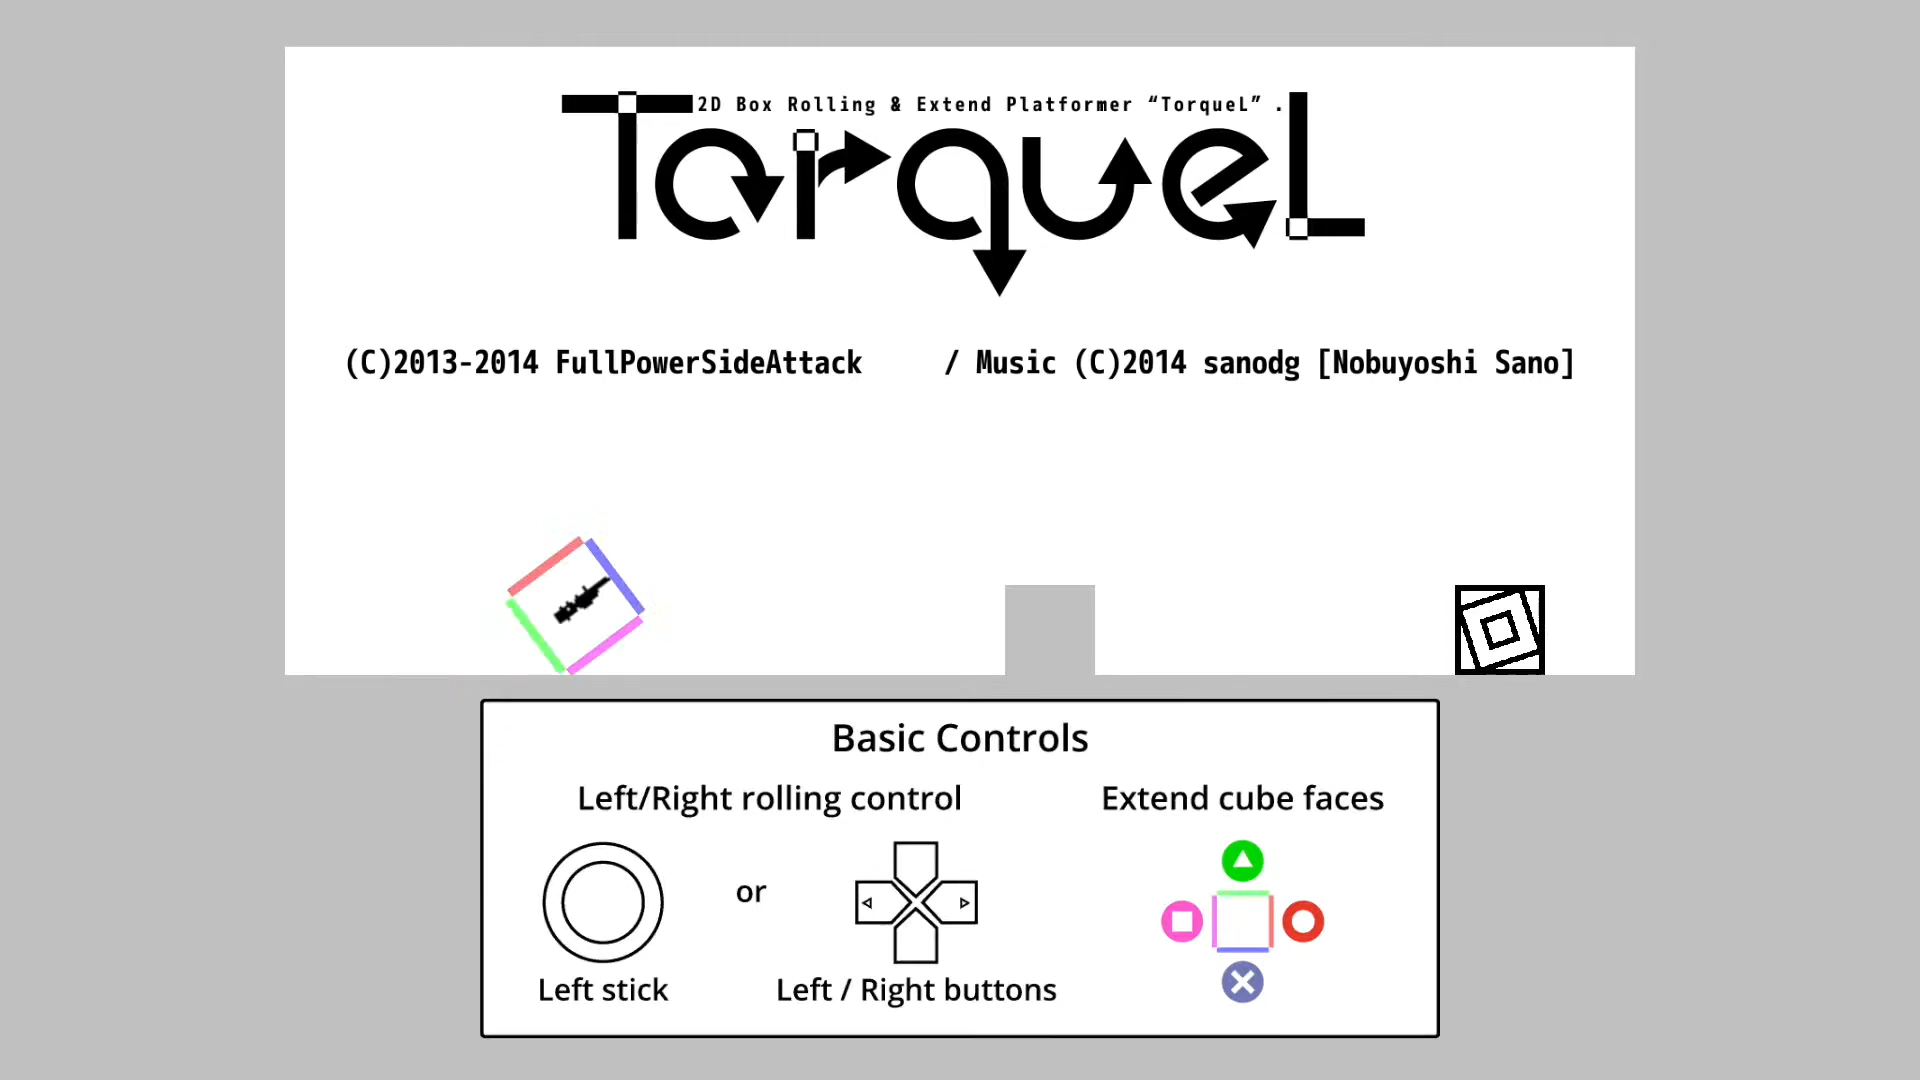 2D Box Rolling & Extend Platformer “TorqueL” .
TorqueL
(C)2013-2014 FullPowerSideAttack / Music (C)2014 sanodg [Nobuyoshi Sano]
Basic Controls
Left/Right rolling control Extend cube faces
or
Left stick Left / Right buttons